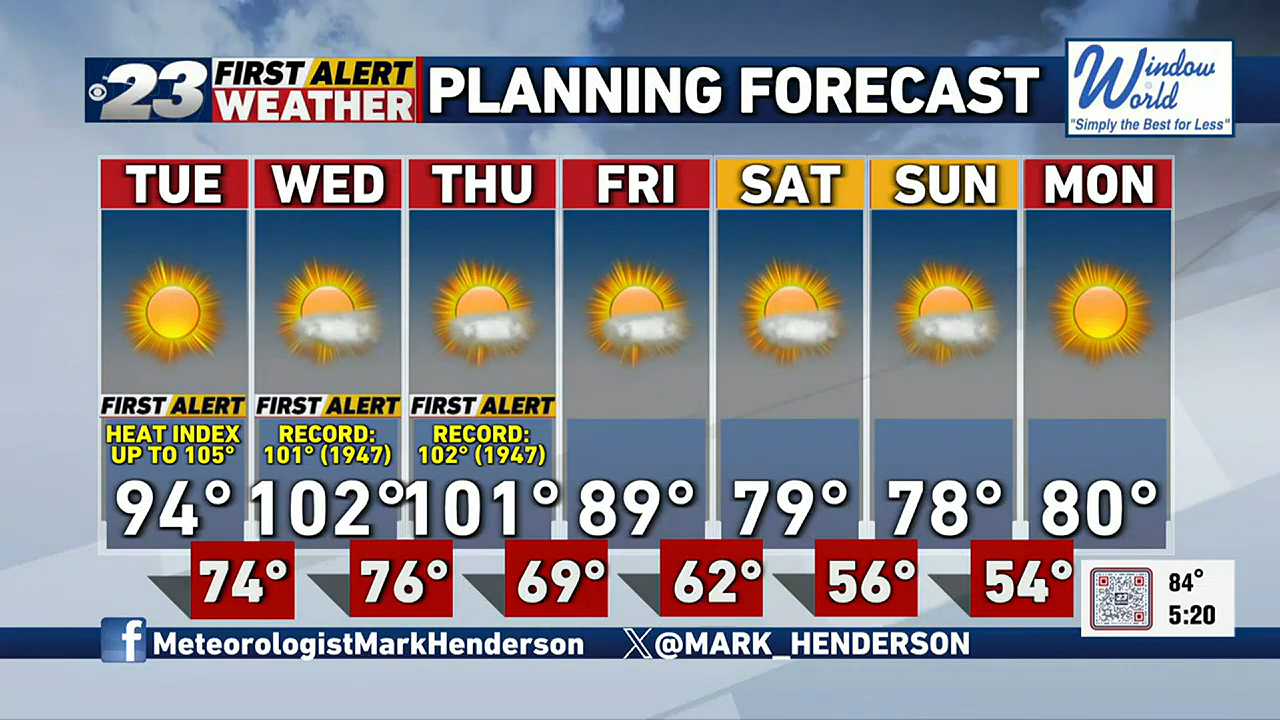 23 FIRST ALERT WEATHER
PLANNING FORECAST
Window World
"Simply the Best for Less"
TUE WED THU FRI SAT SUN MON
FIRST ALERT FIRST ALERT FIRST ALERT
HEAT INDEX UP TO 105°
RECORD: 101° (1947)
RECORD: 102° (1947)
94° 102° 101° 89° 79° 78° 80°
74° 76° 69° 62° 56° 54°
84°
5:20
f MeteorologistMarkHenderson X @MARK_HENDERSON